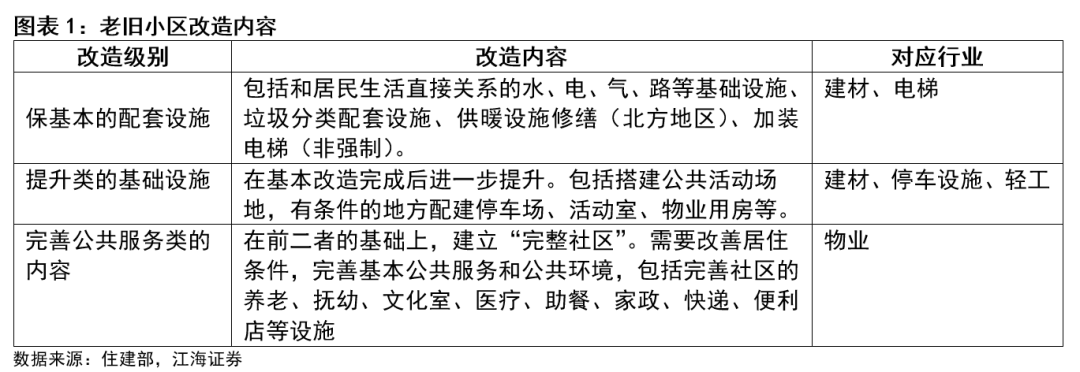 图表 1：老旧小区改造内容
改造级别
改造内容
对应行业
保基本的配套设施
包括和居民生活直接关系的水、电、气、路等基础设施、
垃圾分类配套设施、供暖设施修缮（北方地区）、加装
电梯（非强制）。
建材、电梯
提升类的基础设施
在基本改造完成后进一步提升。包括搭建公共活动场
地，有条件的地方配建停车场、活动室、物业用房等。
建材、停车设施、轻工
完善公共服务类的
内容
在前二者的基础上，建立“完整社区”。需要改善居住
条件，完善基本公共服务和公共环境，包括完善社区的
养老、抚幼、文化室、医疗、助餐、家政、快递、便利
店等设施
物业
数据来源：住建部，江海证券